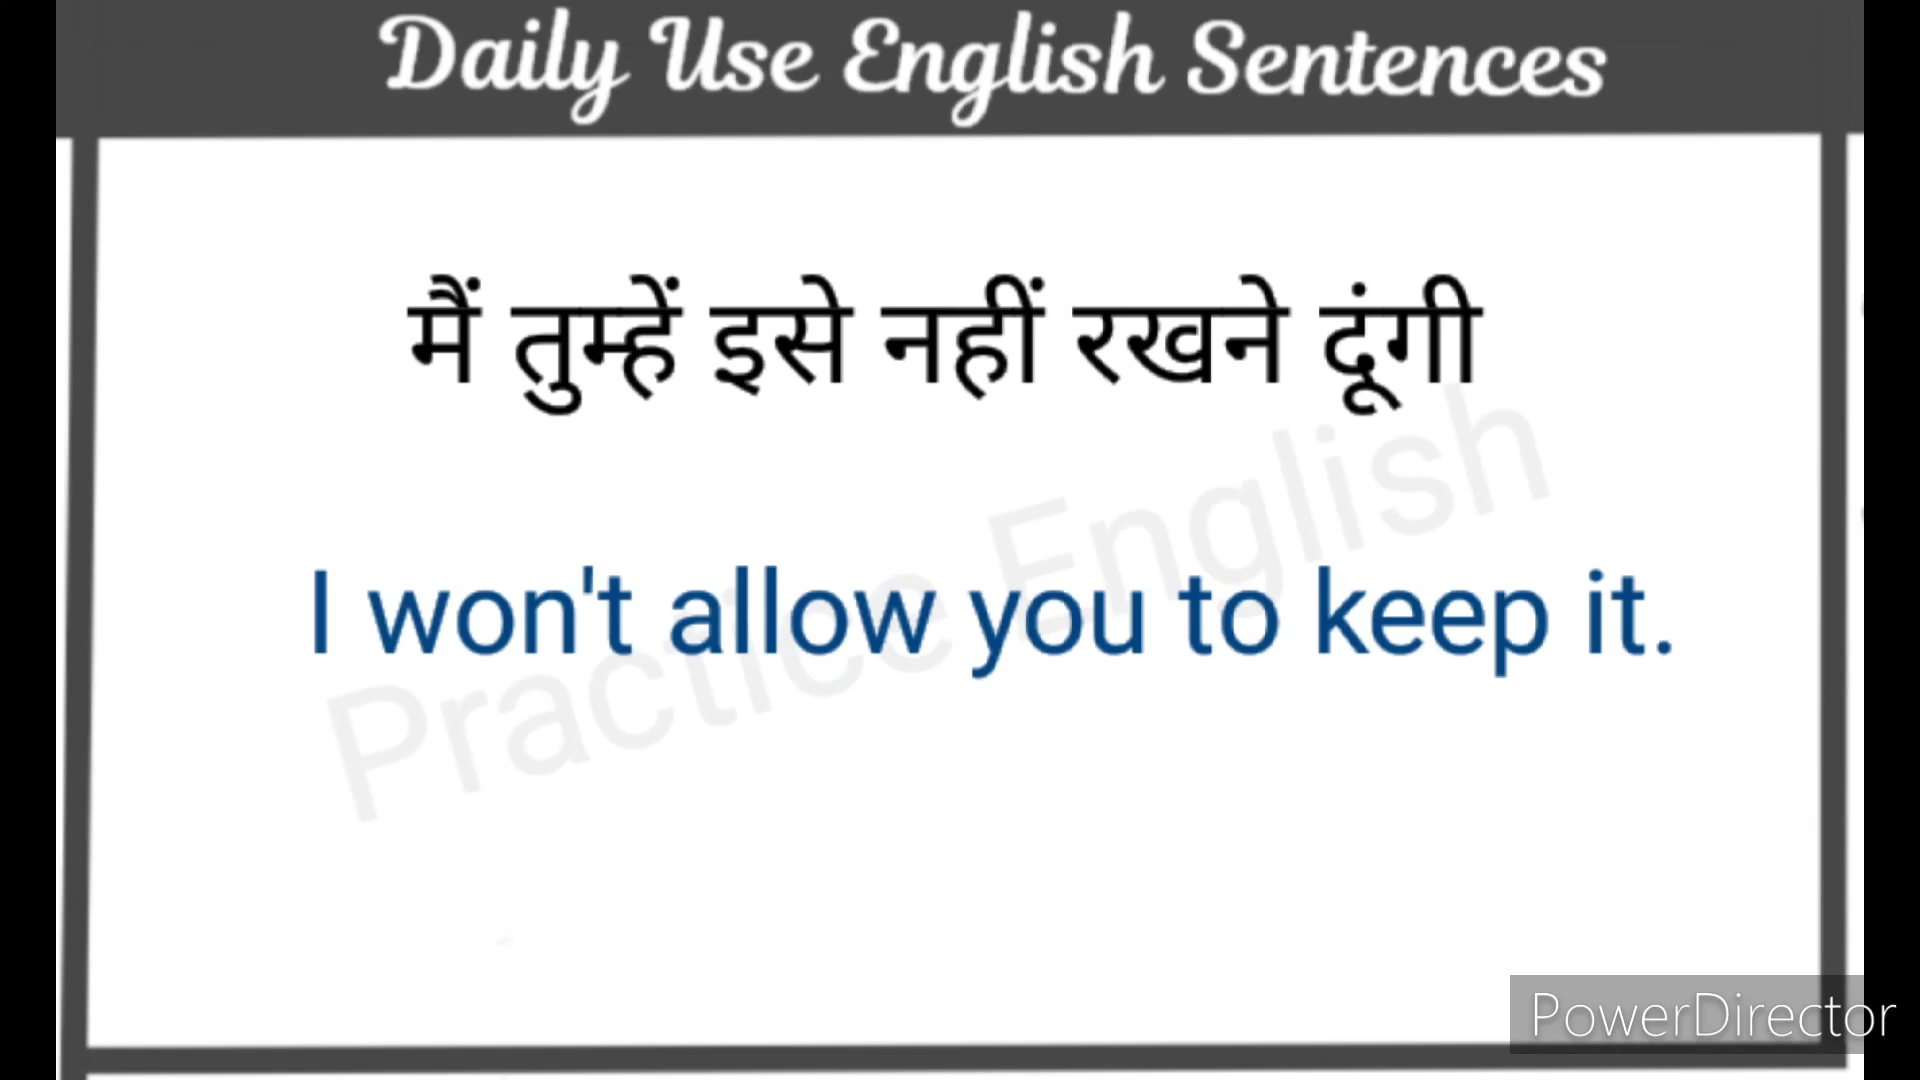 Daily Use English Sentences
मैं तुम्हें इसे नहीं रखने दूंगी
I won't allow you to keep it.
Practice English
PowerDirector